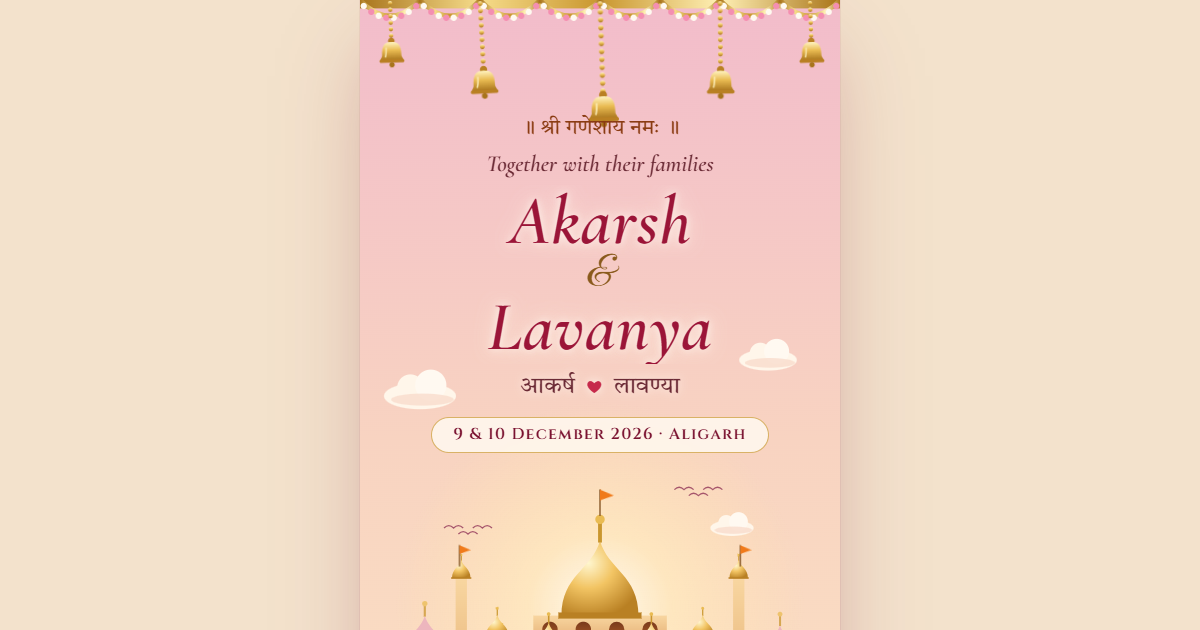 ॥ श्री गणेशाय नमः ॥
Together with their families
Akarsh
&
Lavanya
आकर्ष ♥ लावण्या
9 & 10 December 2026 · Aligarh